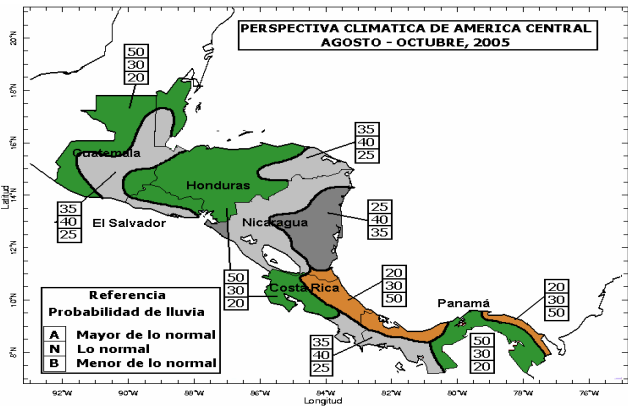 PERSPECTIVA CLIMATICA DE AMERICA CENTRAL
AGOSTO - OCTUBRE, 2005
20°N
18°N
16°N
14°N
12°N
10°N
8°N
Latitud
50
30
20
35
40
25
Guatemala
Honduras
El Salvador
Nicaragua
25
40
35
35
40
25
50
30
20
Costa Rica
20
30
50
Panamá
20
30
50
35
40
25
50
30
20
Referencia
Probabilidad de lluvia
A Mayor de lo normal
N Lo normal
B Menor de lo normal
92°W 90°W 88°W 86°W 84°W 82°W 80°W 78°W 76°W
Longitud